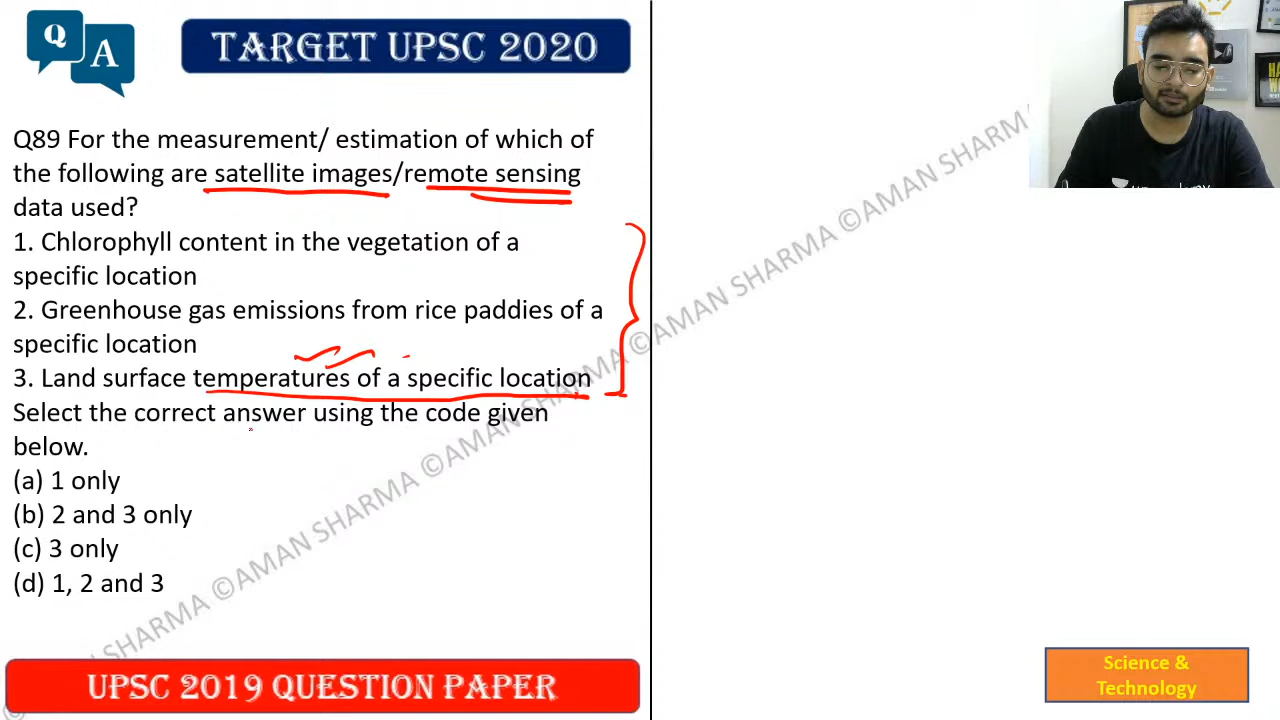 Q A
TARGET UPSC 2020
Q89 For the measurement/ estimation of which of
the following are satellite images/remote sensing
data used?
1. Chlorophyll content in the vegetation of a
specific location
2. Greenhouse gas emissions from rice paddies of a
specific location
3. Land surface temperatures of a specific location
Select the correct answer using the code given
below.
(a) 1 only
(b) 2 and 3 only
(c) 3 only
(d) 1, 2 and 3
UPSC 2019 QUESTION PAPER
Science &
Technology
SHARMA ©AMAN SHARMA ©AMAN SHARMA ©AMAN SHARMA ©AMAN SHARMA